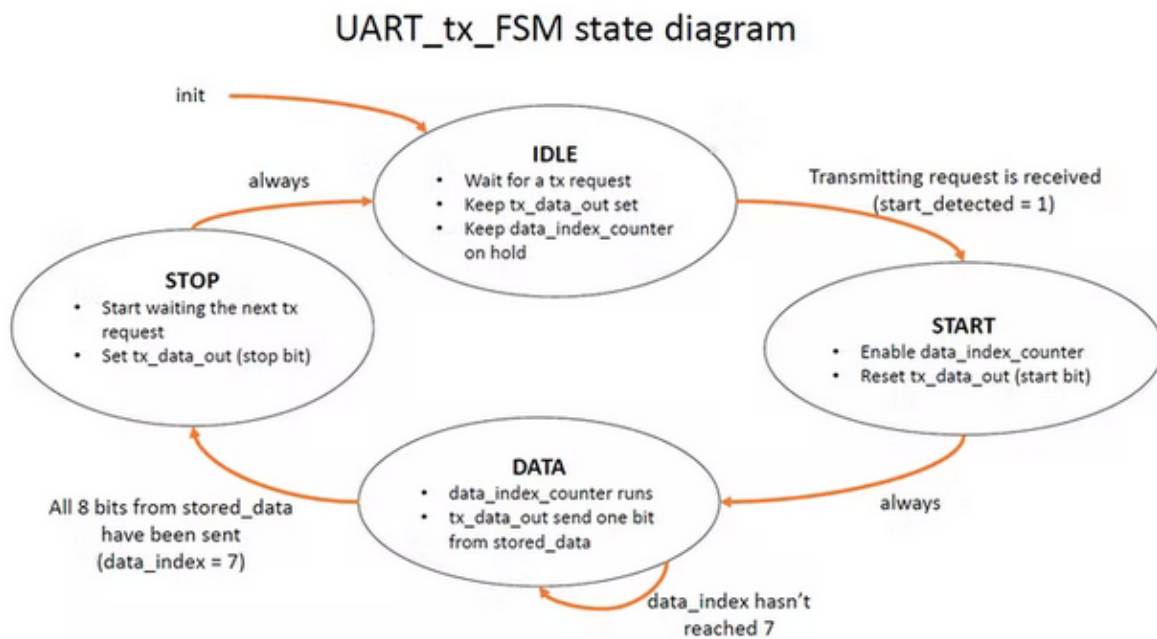 UART_tx_FSM state diagram
init
IDLE
• Wait for a tx request
• Keep tx_data_out set
• Keep data_index_counter
on hold
always
Transmitting request is received
(start_detected = 1)
STOP
• Start waiting the next tx
request
• Set tx_data_out (stop bit)
START
• Enable data_index_counter
• Reset tx_data_out (start bit)
DATA
• data_index_counter runs
• tx_data_out send one bit
from stored_data
always
All 8 bits from stored_data
have been sent
(data_index = 7)
data_index hasn't
reached 7